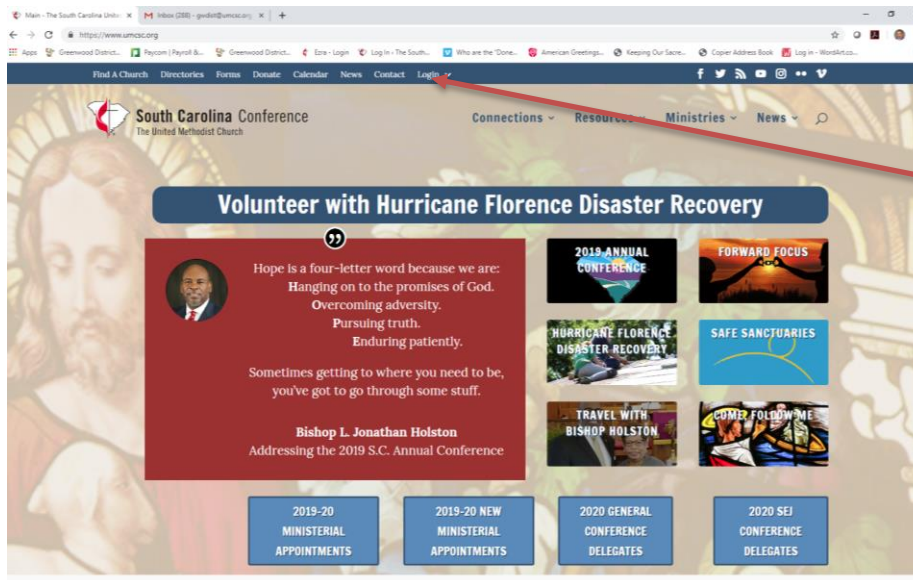 Main - The South Carolina Unite
Inbox (288) - gwdist@umcsc.org
https://www.umcsc.org
Apps Greenwood District... Paycom | Payroll &... Greenwood District... Ezra - Login Log In ‹ The South... Who are the "Done... American Greetings... Keeping Our Sacre... Copier Address Book Log in - WordArt.co...
Find A Church Directories Forms Donate Calendar News Contact Login
South Carolina Conference
The United Methodist Church
Connections Resources Ministries News
Volunteer with Hurricane Florence Disaster Recovery
Hope is a four-letter word because we are:
Hanging on to the promises of God.
Overcoming adversity.
Pursuing truth.
Enduring patiently.
Sometimes getting to where you need to be,
you've got to go through some stuff.
Bishop L. Jonathan Holston
Addressing the 2019 S.C. Annual Conference
2019 ANNUAL
CONFERENCE
FORWARD FOCUS
HURRICANE FLORENCE
DISASTER RECOVERY
SAFE SANCTUARIES
TRAVEL WITH
BISHOP HOLSTON
COME! FOLLOW ME
2019-20
MINISTERIAL
APPOINTMENTS
2019-20 NEW
MINISTERIAL
APPOINTMENTS
2020 GENERAL
CONFERENCE
DELEGATES
2020 SEJ
CONFERENCE
DELEGATES